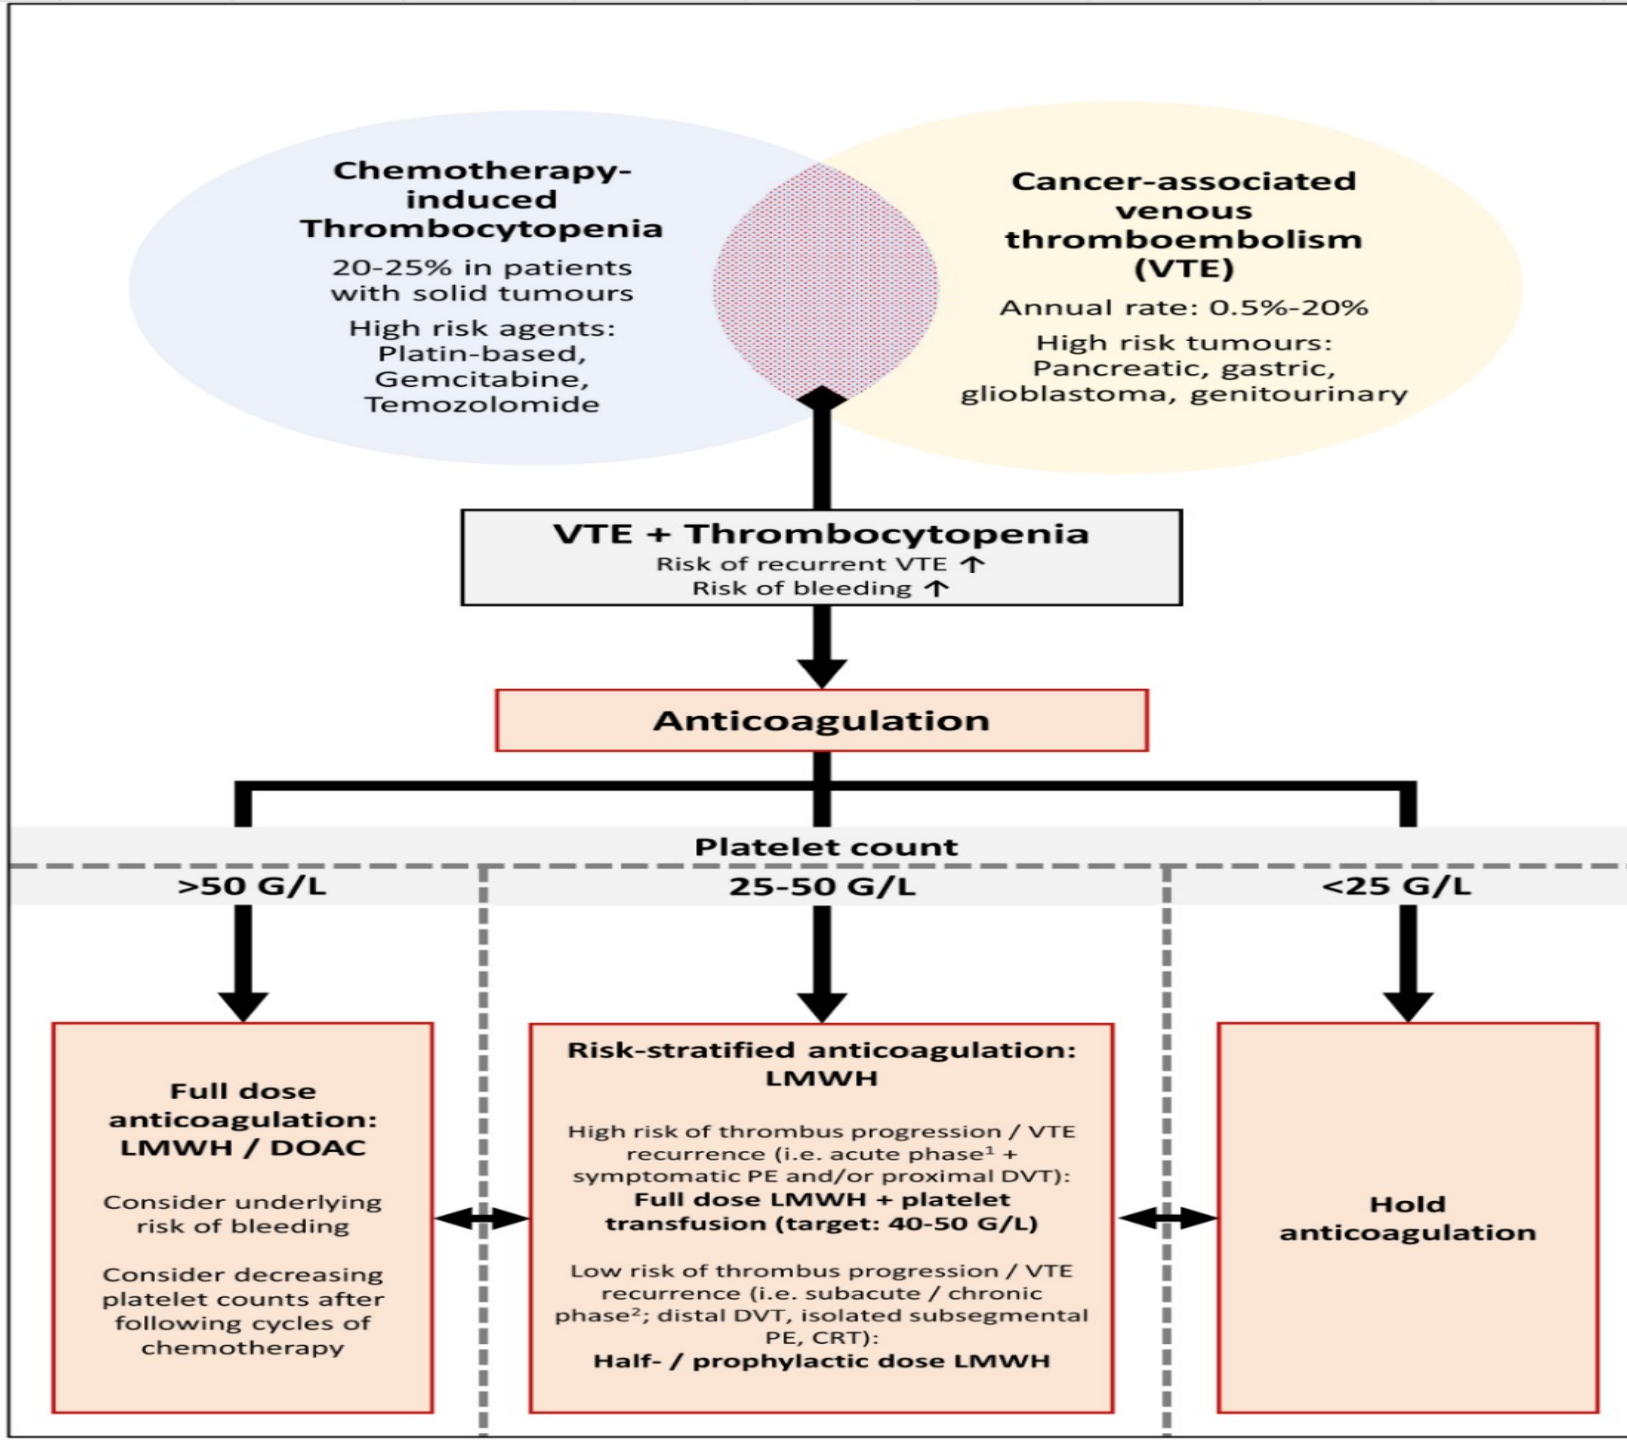 Chemotherapy-
induced
Thrombocytopenia
20-25% in patients
with solid tumours
High risk agents:
Platin-based,
Gemcitabine,
Temozolomide
Cancer-associated
venous
thromboembolism
(VTE)
Annual rate: 0.5%-20%
High risk tumours:
Pancreatic, gastric,
glioblastoma, genitourinary
VTE + Thrombocytopenia
Risk of recurrent VTE ↑
Risk of bleeding ↑
Anticoagulation
Platelet count
>50 G/L
25-50 G/L
<25 G/L
Full dose
anticoagulation:
LMWH / DOAC
Consider underlying
risk of bleeding
Consider decreasing
platelet counts after
following cycles of
chemotherapy
Risk-stratified anticoagulation:
LMWH
High risk of thrombus progression / VTE
recurrence (i.e. acute phase¹ +
symptomatic PE and/or proximal DVT):
Full dose LMWH + platelet
transfusion (target: 40-50 G/L)
Low risk of thrombus progression / VTE
recurrence (i.e. subacute / chronic
phase²; distal DVT, isolated subsegmental
PE, CRT):
Half- / prophylactic dose LMWH
Hold
anticoagulation